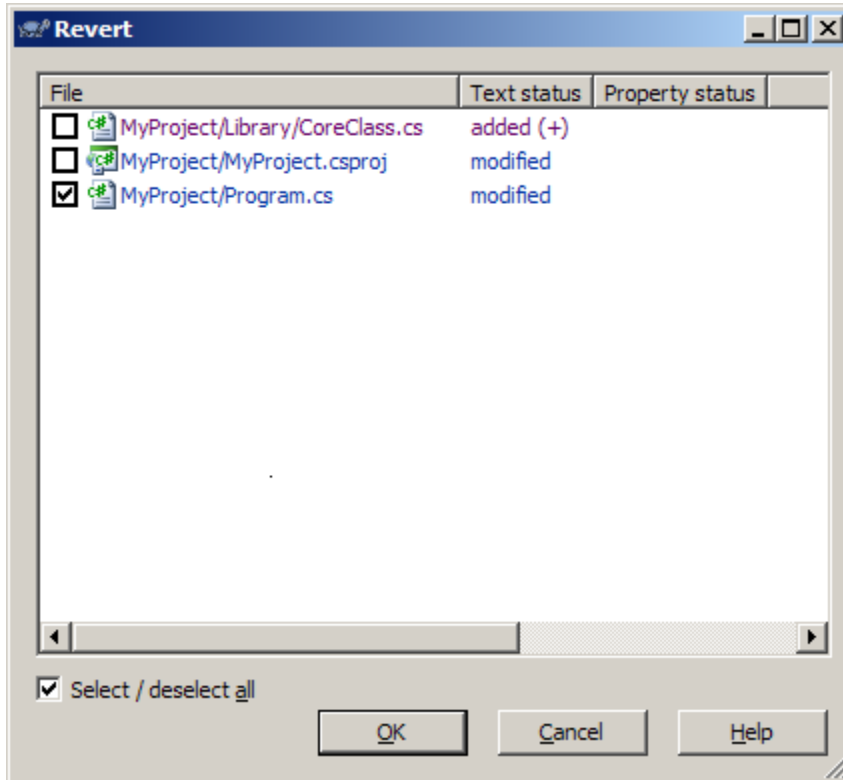 Revert
File Text status Property status
MyProject/Library/CoreClass.cs added (+)
MyProject/MyProject.csproj modified
MyProject/Program.cs modified
Select / deselect all
OK Cancel Help